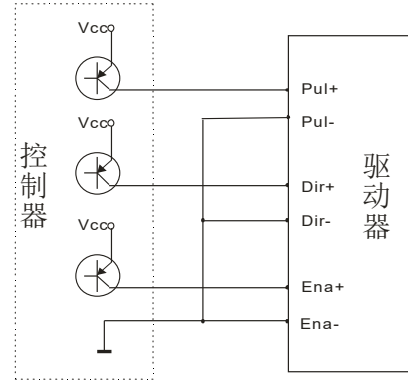 Vcc
Pul+
Pul-
Vcc
控制器
驱动器
Dir+
Dir-
Vcc
Ena+
Ena-